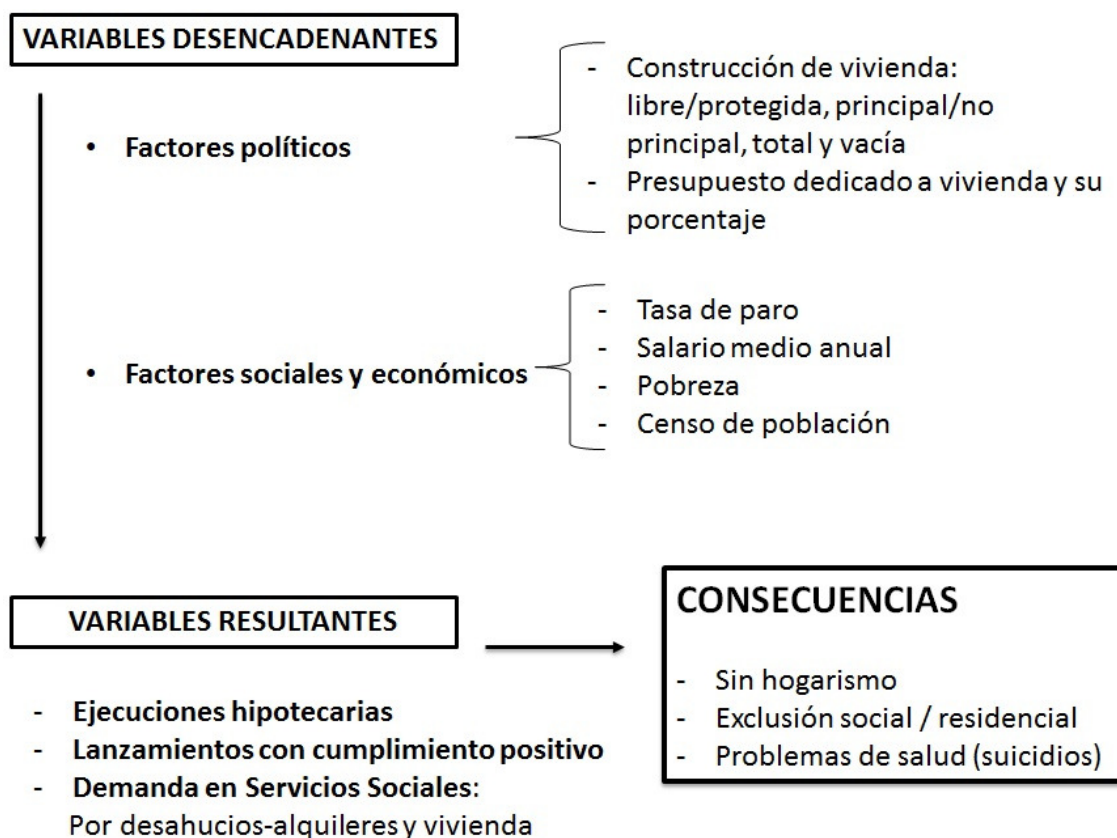 VARIABLES DESENCADENANTES
• Factores políticos
- Construcción de vivienda:
libre/protegida, principal/no
principal, total y vacía
- Presupuesto dedicado a vivienda y su
porcentaje
• Factores sociales y económicos
- Tasa de paro
- Salario medio anual
- Pobreza
- Censo de población
VARIABLES RESULTANTES
- Ejecuciones hipotecarias
- Lanzamientos con cumplimiento positivo
- Demanda en Servicios Sociales:
Por desahucios-alquileres y vivienda
CONSECUENCIAS
- Sin hogarismo
- Exclusión social / residencial
- Problemas de salud (suicidios)